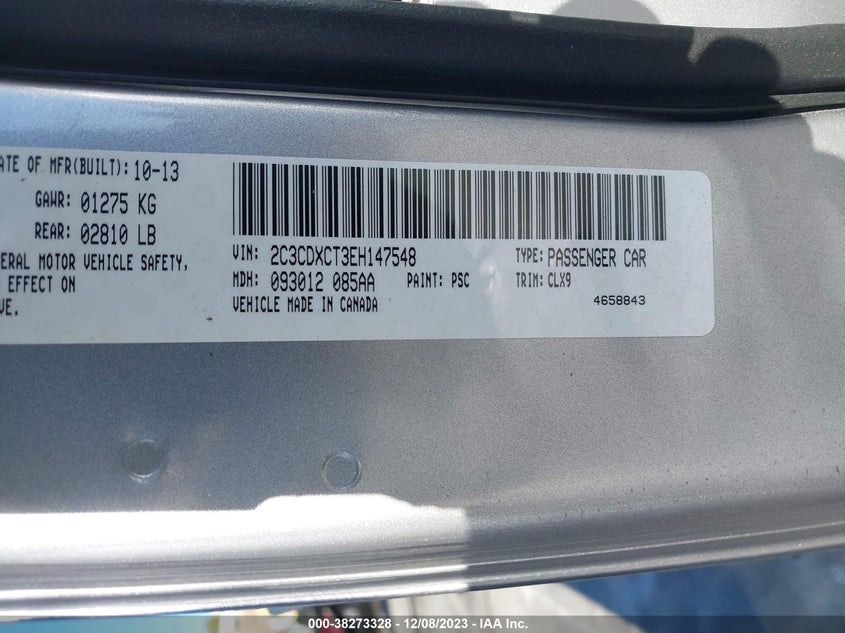 ATE OF MFR(BUILT): 10-13
GAWR: 01275 KG
REAR: 02810 LB
ERAL MOTOR VEHICLE SAFETY,
EFFECT ON
VE.
VIN: 2C3CDXCT3EH147548 TYPE: PASSENGER CAR
MDH: 093012 085AA PAINT: PSC TRIM: CLX9
VEHICLE MADE IN CANADA 4658843
000-38273328 - 12/08/2023 - IAA Inc.